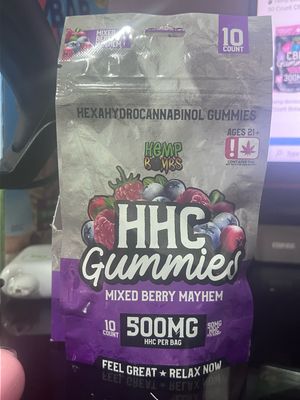 MIXED
BERRY
MAYHEM
10
COUNT
HEXAHYDROCANNABINOL GUMMIES
AGES 21+
HEMP
BOMBS
HHC
Gummies
MIXED BERRY MAYHEM
10
COUNT
500MG
HHC PER BAG
50MG
FEEL GREAT ★ RELAX NOW